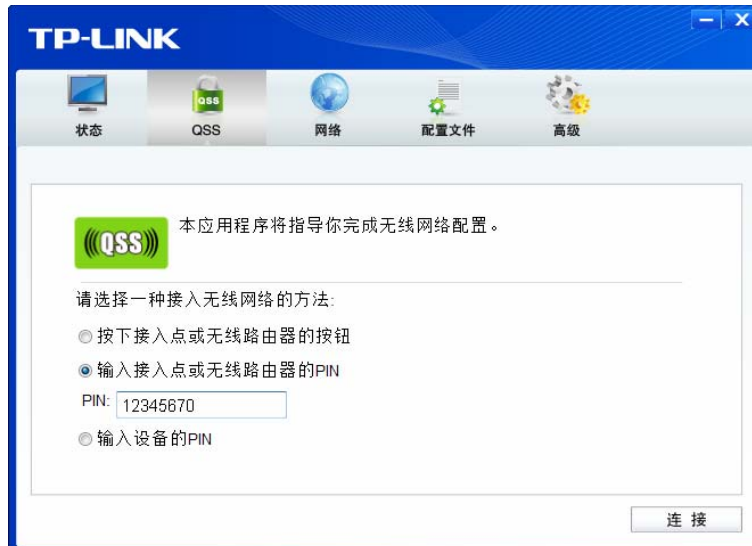 TP-LINK
状态 QSS 网络 配置文件 高级
QSS 本应用程序将指导你完成无线网络配置。
请选择一种接入无线网络的方法:
按下接入点或无线路由器的按钮
输入接入点或无线路由器的PIN
PIN: 12345670
输入设备的PIN
连 接